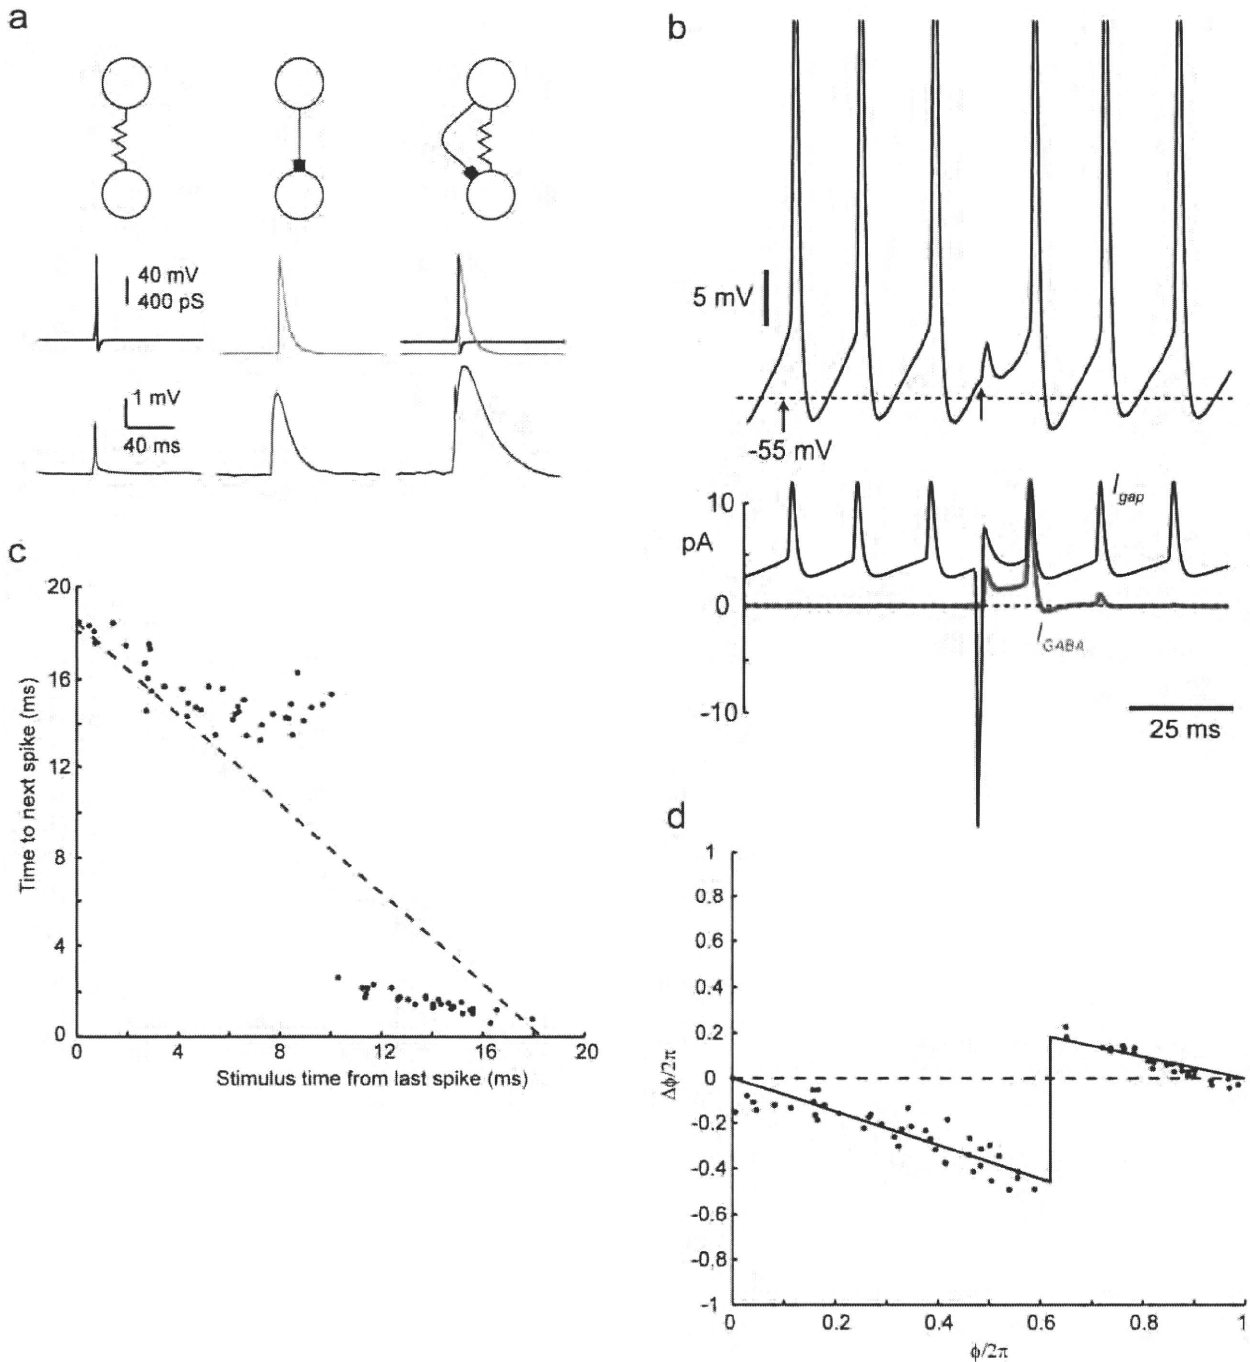 a
40 mV
400 pS
1 mV
40 ms
b
5 mV
-55 mV
10
pA
0
-10
Igap
IGABA
25 ms
c
20
16
12
8
4
0
Time to next spike (ms)
0 4 8 12 16 20
Stimulus time from last spike (ms)
d
1
0.8
0.6
0.4
0.2
0
-0.2
-0.4
-0.6
-0.8
-1
Δϕ/2π
0 0.2 0.4 0.6 0.8 1
ϕ/2π